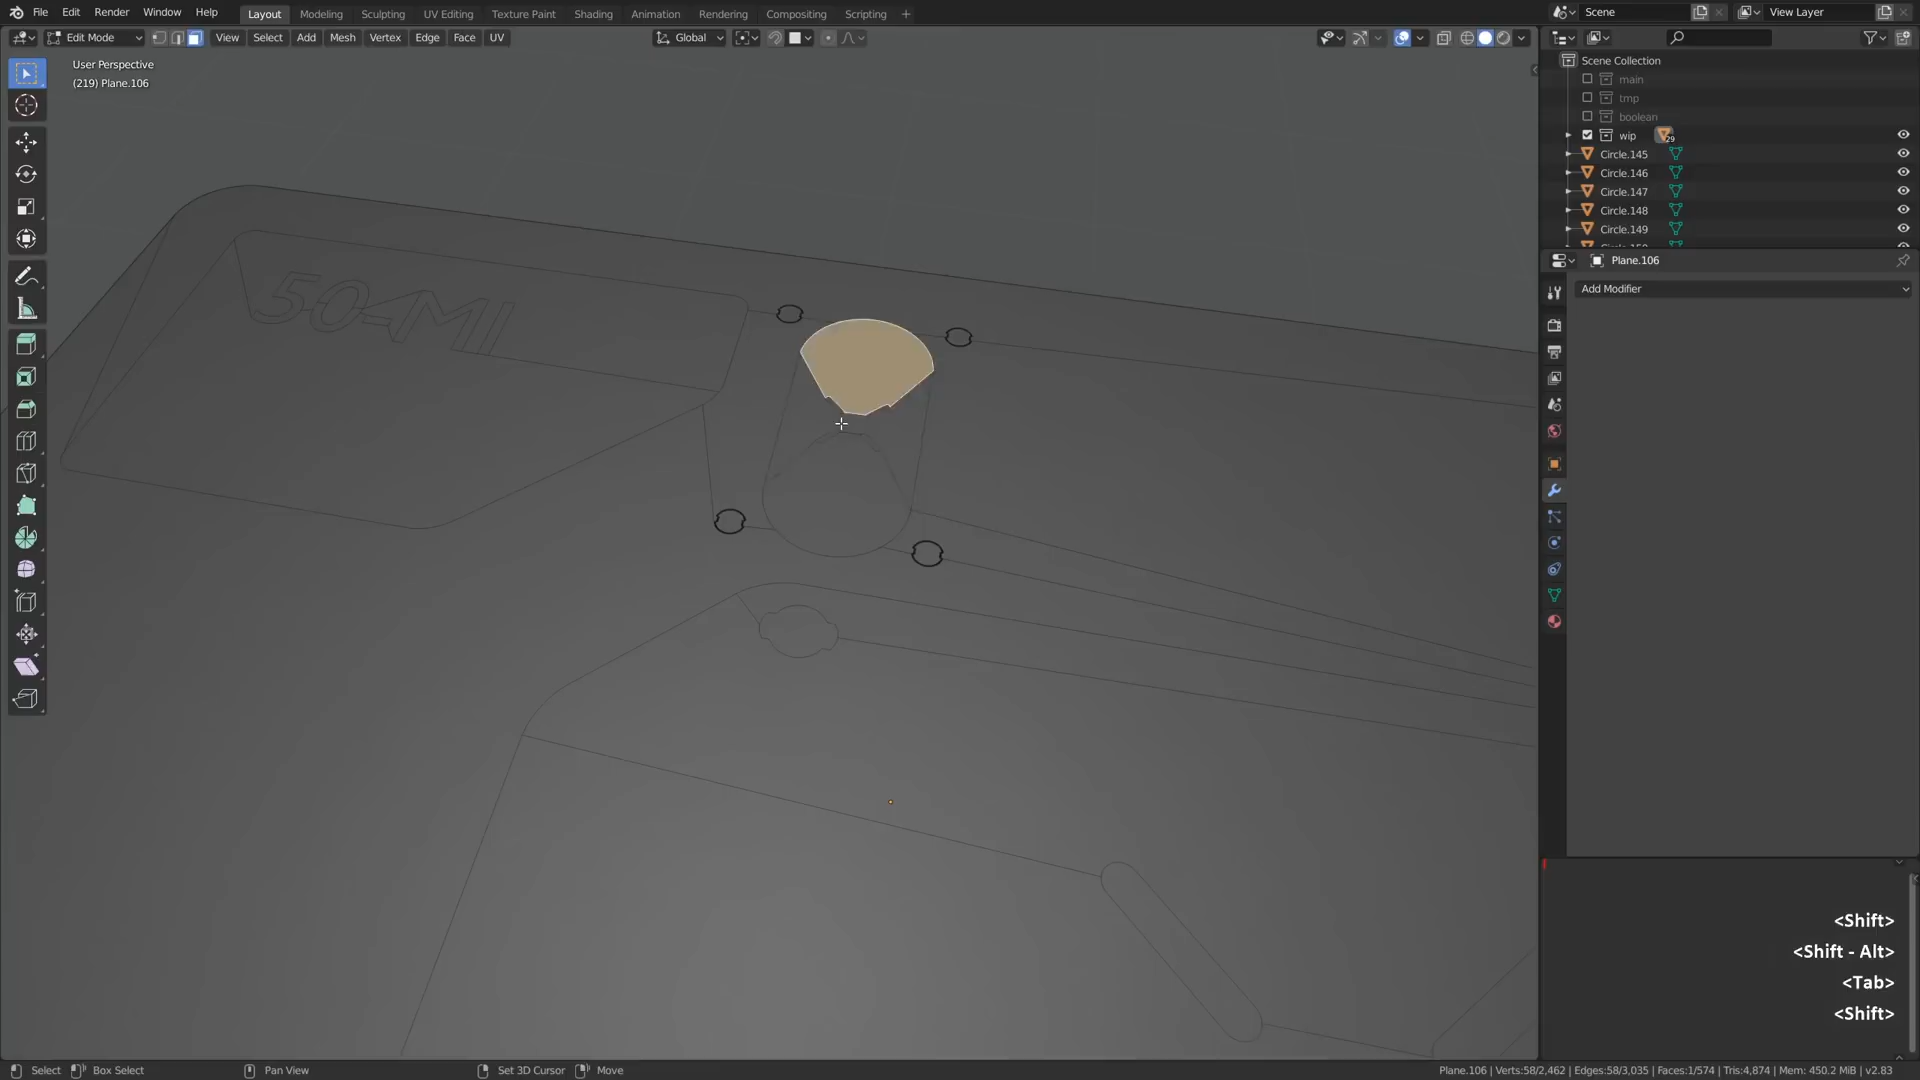 File Edit Render Window Help Layout Modeling Sculpting UV Editing Texture Paint Shading Animation Rendering Compositing Scripting + Scene View Layer
Edit Mode View Select Add Mesh Vertex Edge Face UV Global
User Perspective
(219) Plane.106
Scene Collection
main
tmp
boolean
wip 29
Circle.145
Circle.146
Circle.147
Circle.148
Circle.149
Plane.106
Add Modifier
50-MI
<Shift>
<Shift - Alt>
<Tab>
<Shift>
Select Box Select Pan View Set 3D Cursor Move Plane.106 | Verts:58/2,462 | Edges:58/3,035 | Faces:1/574 | Tris:4,874 | Mem: 450.2 MiB | v2.83